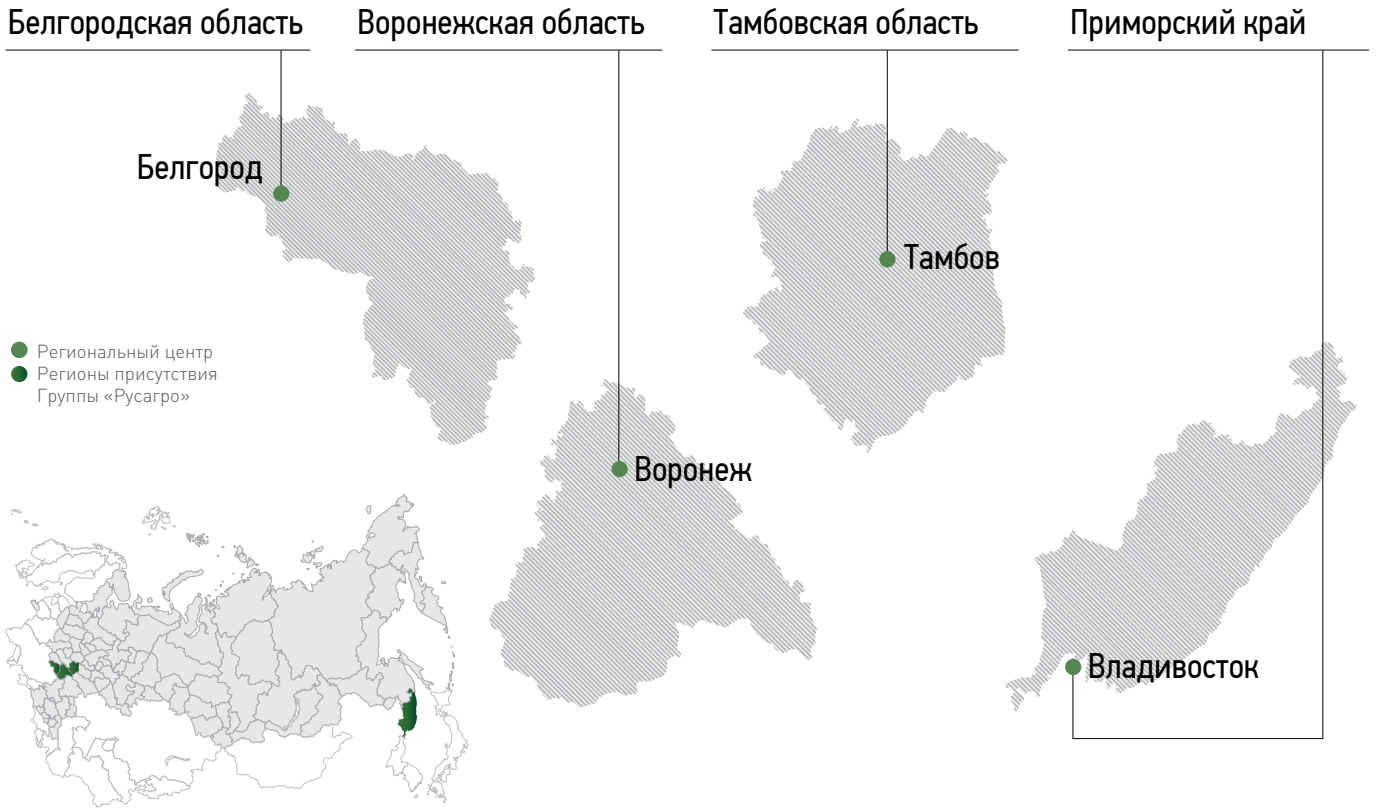 Белгородская область
Воронежская область
Тамбовская область
Приморский край
Белгород
Тамбов
Региональный центр
Регионы присутствия
Группы «Русагро»
Воронеж
Владивосток